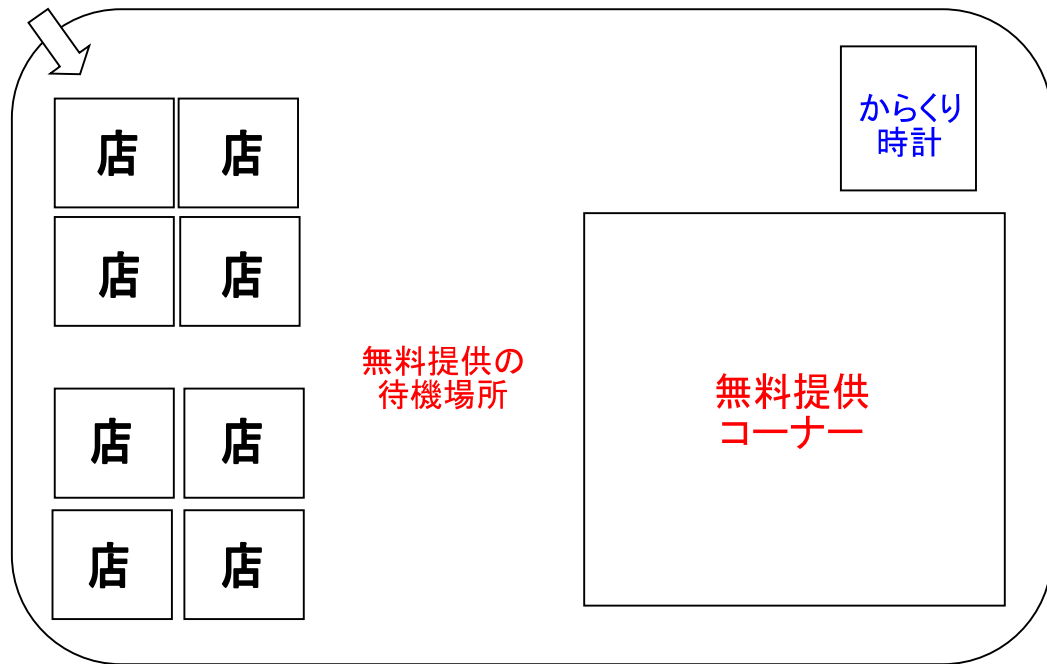 からくり
時計
店 店
店 店
無料提供の
待機場所
無料提供
コーナー
店 店
店 店